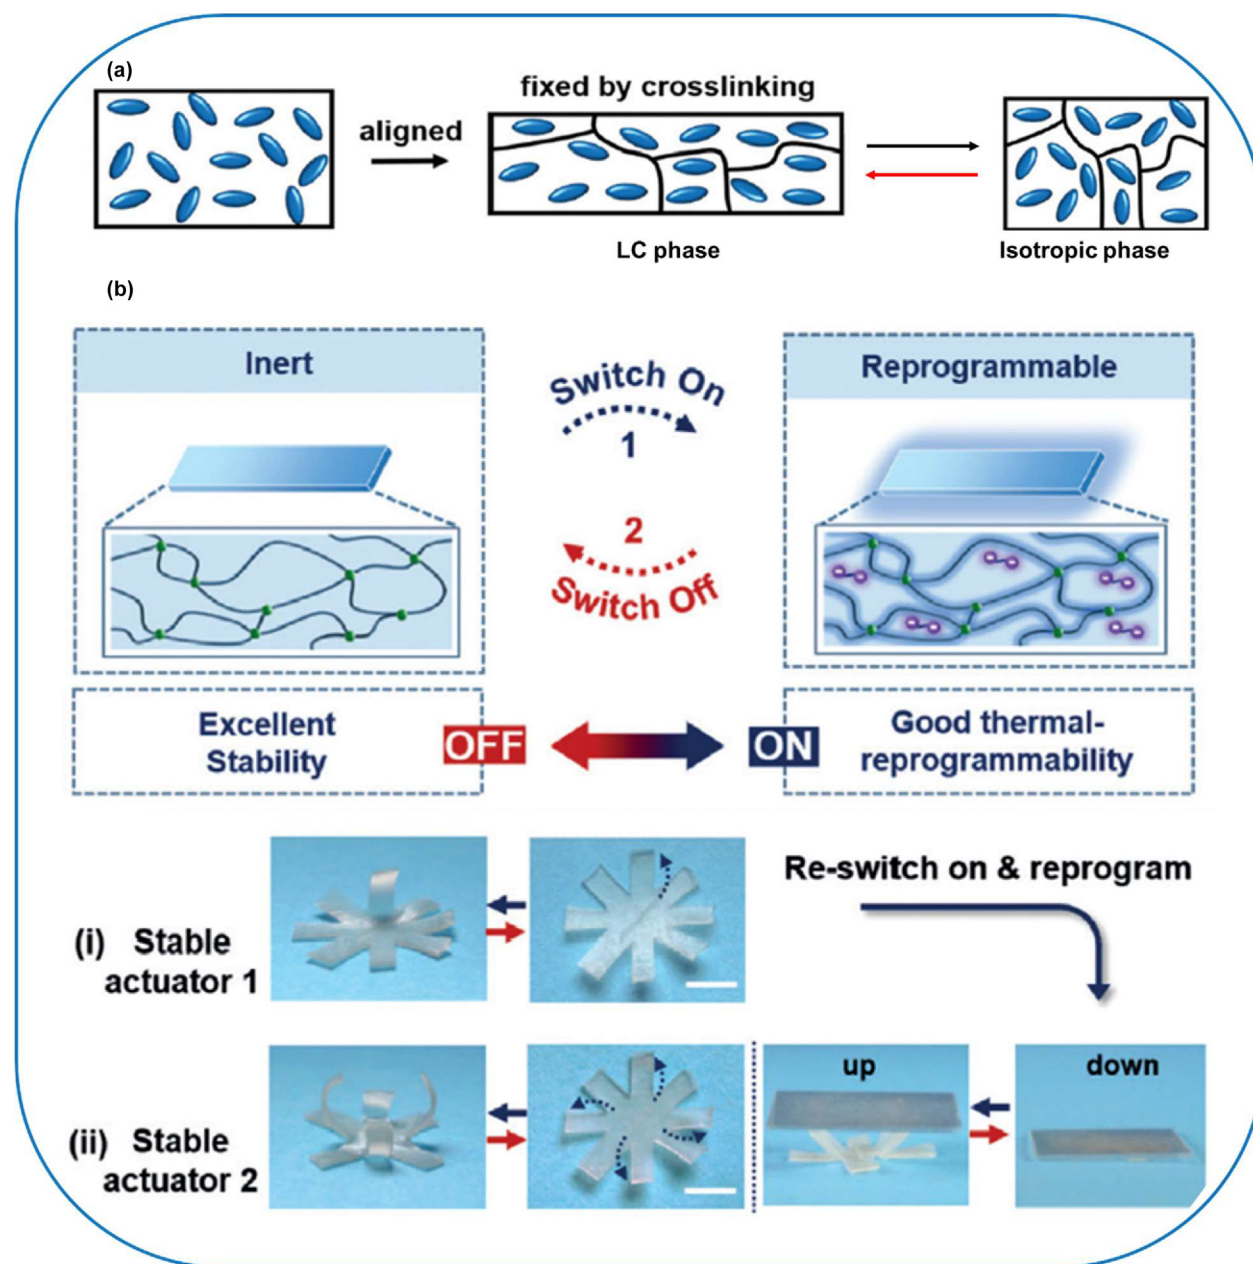 (a)
fixed by crosslinking
aligned
LC phase
Isotropic phase
(b)
Inert
Switch On
1
2
Switch Off
Reprogrammable
Excellent
Stability
OFF
ON
Good thermal-
reprogrammability
Re-switch on & reprogram
(i) Stable
actuator 1
(ii) Stable
actuator 2
up
down